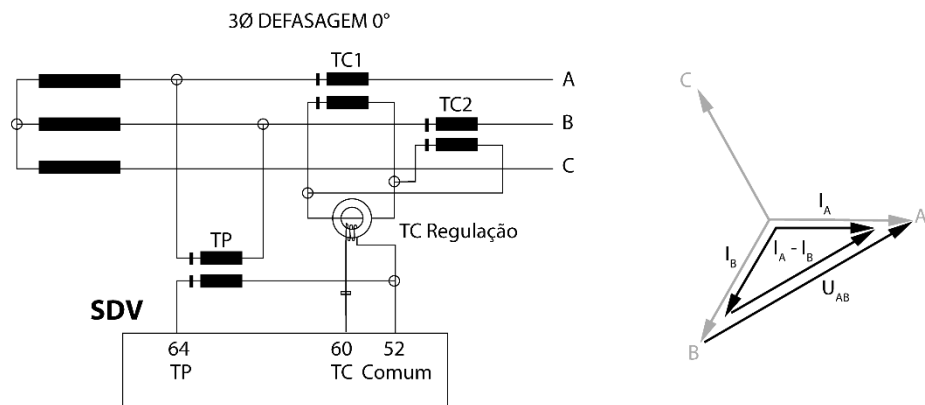 3Ø DEFASAGEM 0°
TC1
A
TC2
B
C
TC Regulação
TP
SDV
64
TP
60
TC
52
Comum
C
A
I_A
I_B
I_A - I_B
U_AB
B